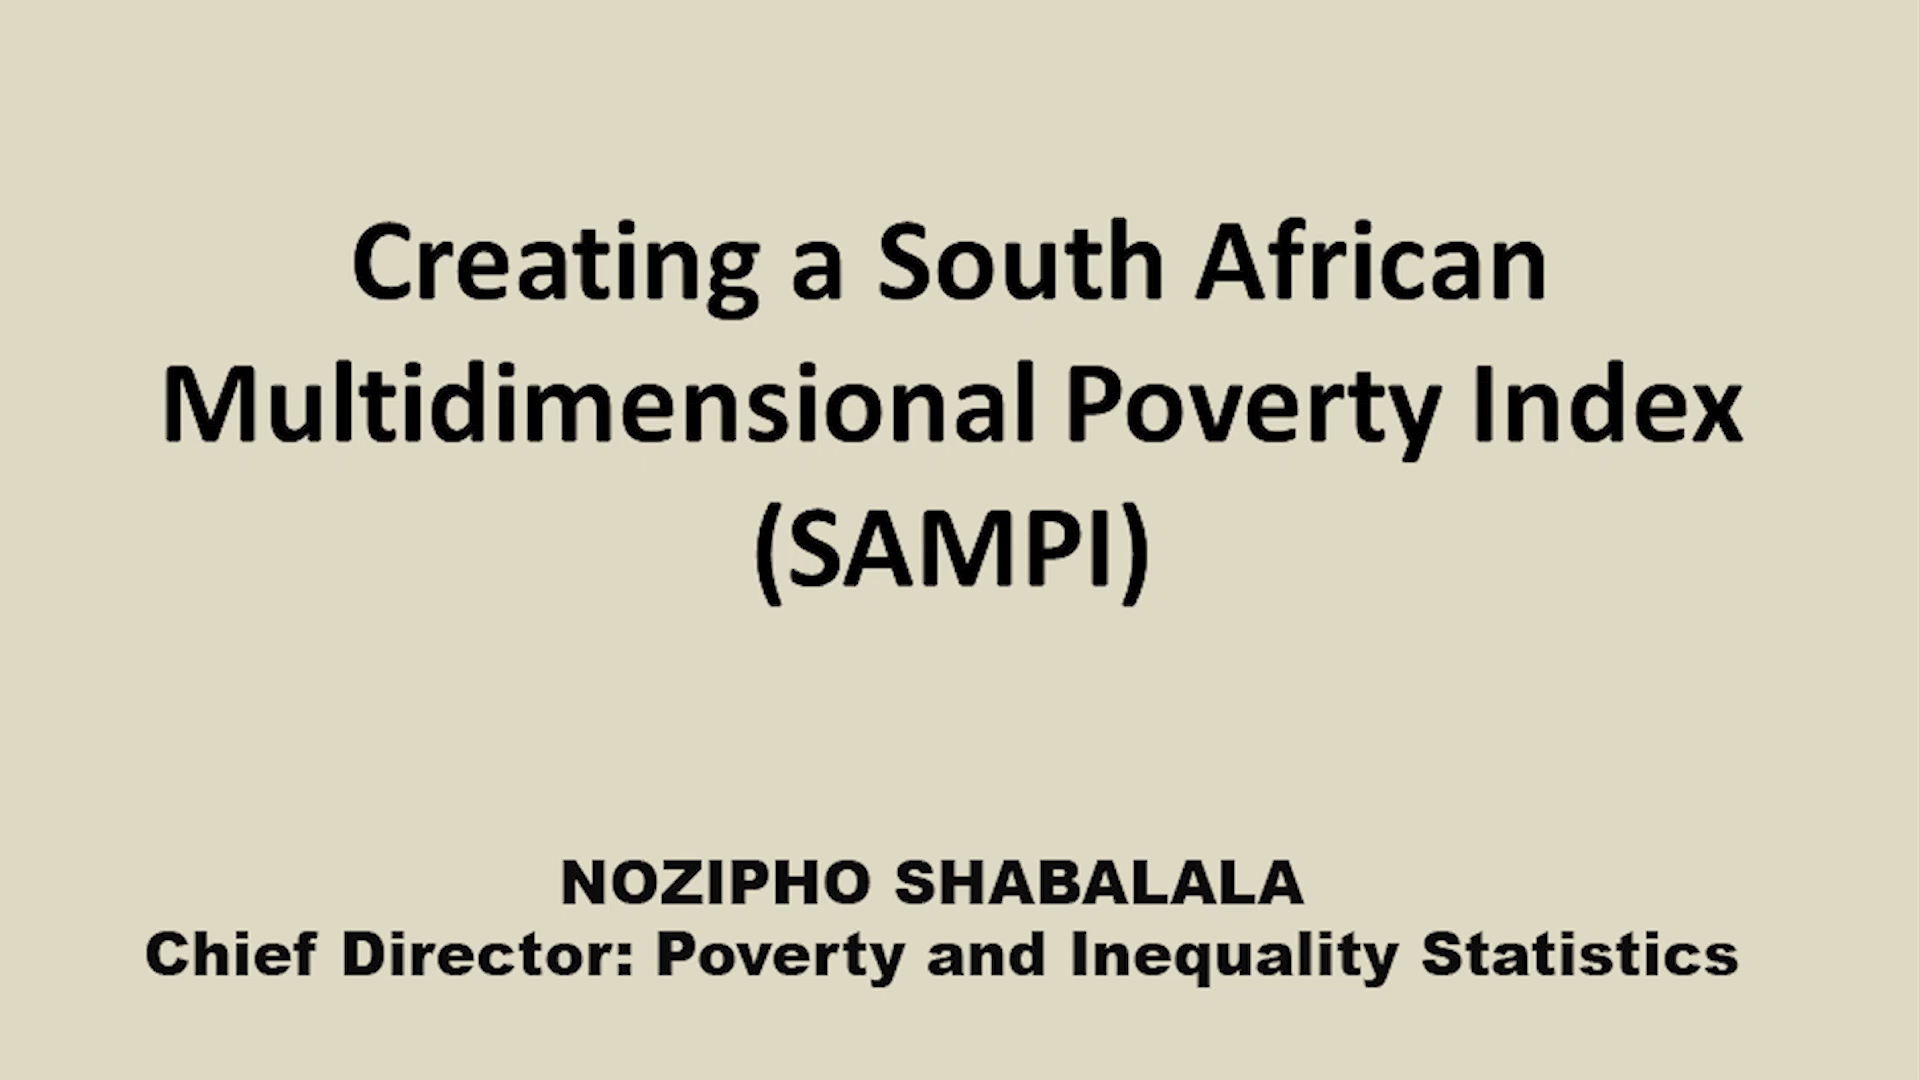 Creating a South African
Multidimensional Poverty Index
(SAMPI)
NOZIPHO SHABALALA
Chief Director: Poverty and Inequality Statistics